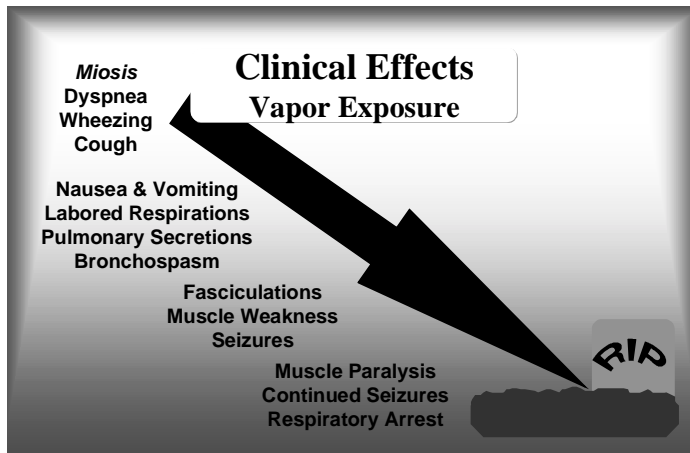 Clinical Effects
Vapor Exposure
Miosis
Dyspnea
Wheezing
Cough
Nausea & Vomiting
Labored Respirations
Pulmonary Secretions
Bronchospasm
Fasciculations
Muscle Weakness
Seizures
Muscle Paralysis
Continued Seizures
Respiratory Arrest
RIP